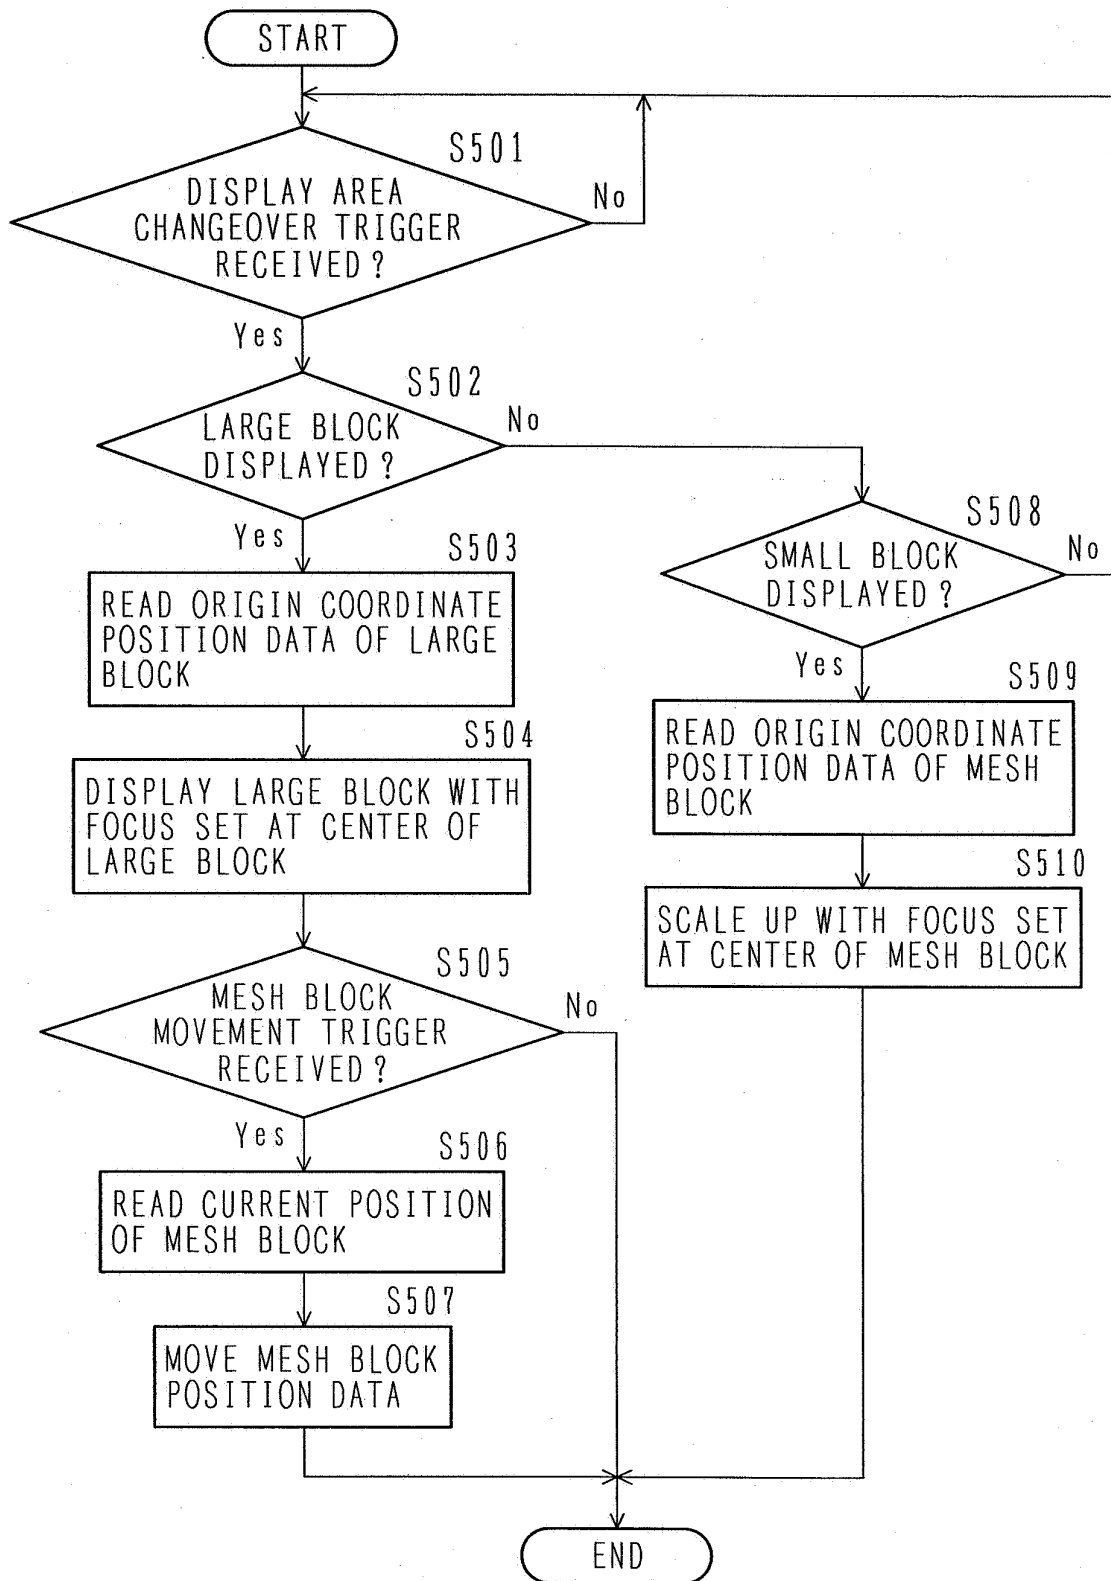 START
S501
DISPLAY AREA
CHANGEOVER TRIGGER
RECEIVED?
No
Yes
S502
LARGE BLOCK
DISPLAYED?
No
Yes
S503
READ ORIGIN COORDINATE
POSITION DATA OF LARGE
BLOCK
S504
DISPLAY LARGE BLOCK WITH
FOCUS SET AT CENTER OF
LARGE BLOCK
S505
MESH BLOCK
MOVEMENT TRIGGER
RECEIVED?
No
Yes
S506
READ CURRENT POSITION
OF MESH BLOCK
S507
MOVE MESH BLOCK
POSITION DATA
S508
SMALL BLOCK
DISPLAYED?
No
Yes
S509
READ ORIGIN COORDINATE
POSITION DATA OF MESH
BLOCK
S510
SCALE UP WITH FOCUS SET
AT CENTER OF MESH BLOCK
END